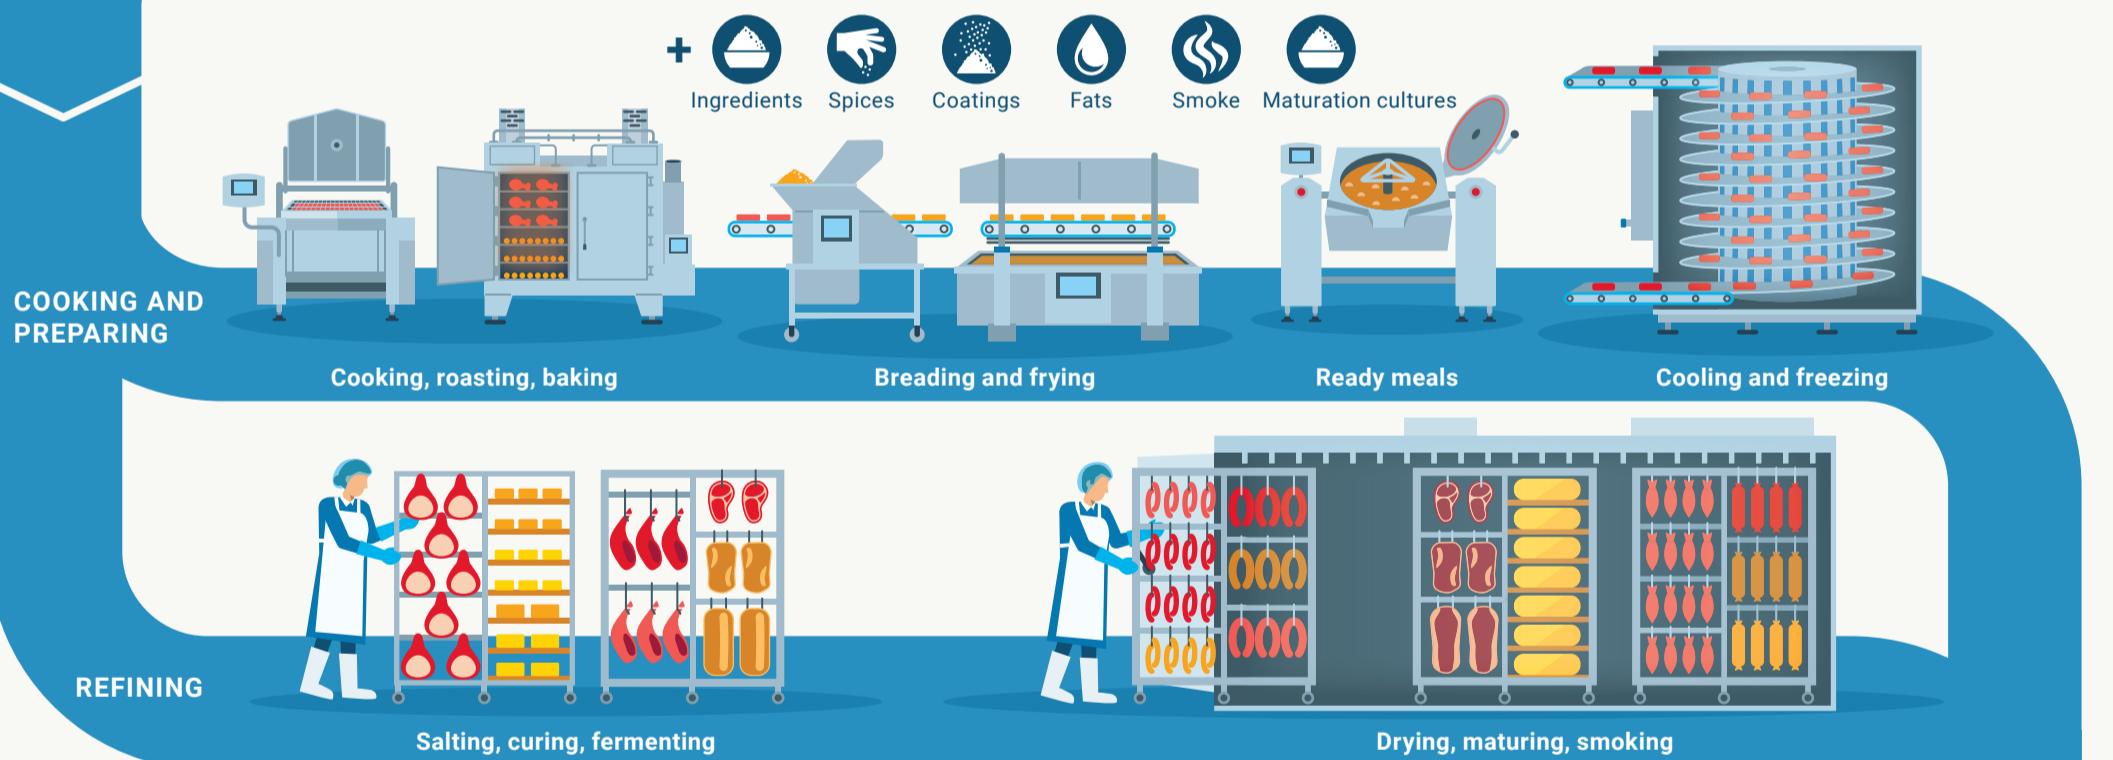 + Ingredients Spices Coatings Fats Smoke Maturation cultures
COOKING AND
PREPARING
Cooking, roasting, baking
Breading and frying
Ready meals
Cooling and freezing
REFINING
Salting, curing, fermenting
Drying, maturing, smoking